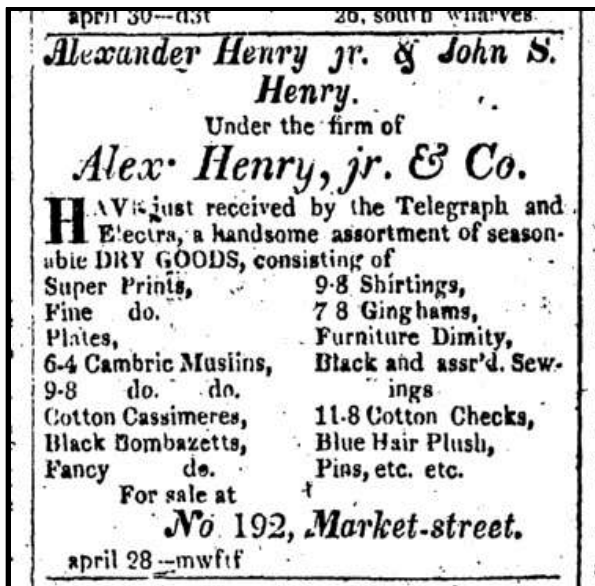 april 30—d3t 26, south wharves
Alexander Henry jr. & John S.
Henry.
Under the firm of
Alex· Henry, jr. & Co.
HAVE just received by the Telegraph and
Electra, a handsome assortment of season-
able DRY GOODS, consisting of
Super Prints, 9-8 Shirtings,
Fine do. 7 8 Ginghams,
Plates, Furniture Dimity,
6-4 Cambric Muslins, Black and assr'd. Sew-
9-8 do. do. ings
Cotton Cassimeres, 11-8 Cotton Checks,
Black Bombazetts, Blue Hair Plush,
Fancy do. Pins, etc. etc.
For sale at
No 192, Market-street.
april 28—mwftf